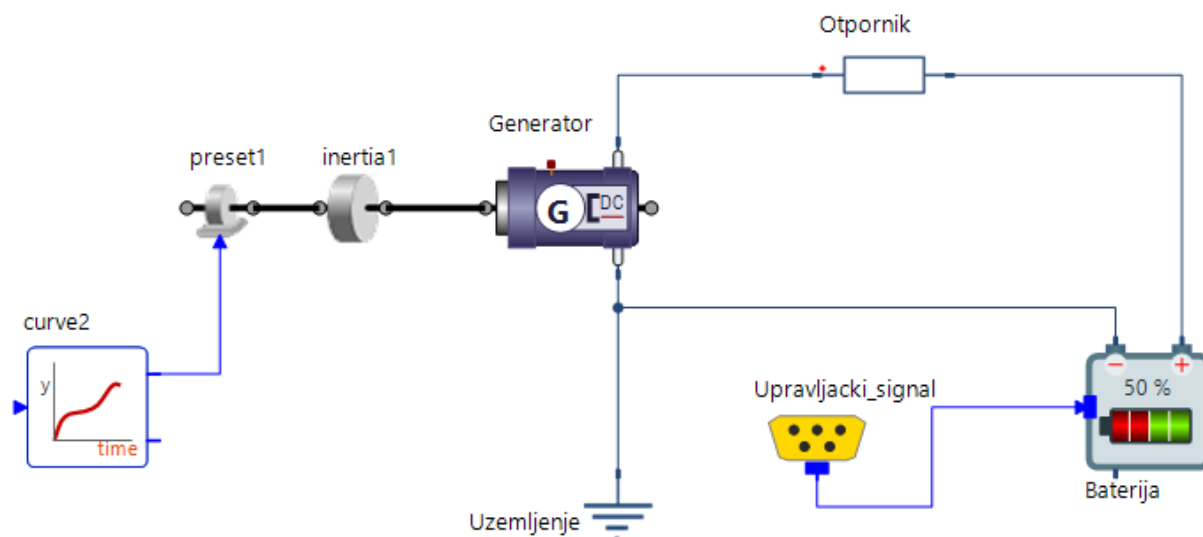 Otpornik
Generator
preset1
inertia1
G
DC
curve2
y
time
Upravljacki_signal
− +
50 %
Baterija
Uzemljenje